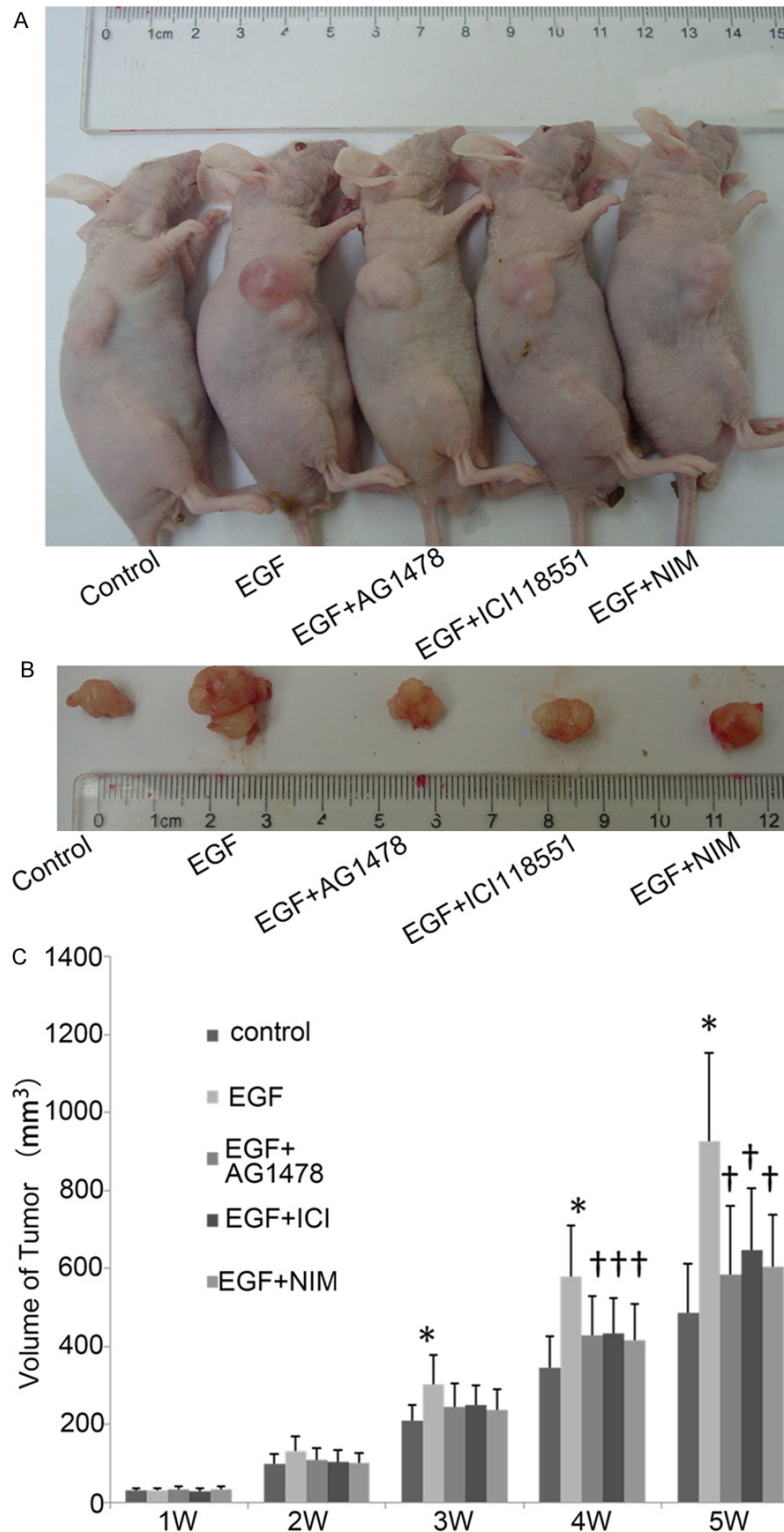 A
0 1cm 2 3 4 5 6 7 8 9 10 11 12 13 14 15
Control
EGF
EGF+AG1478
EGF+ICI118551
EGF+NIM
B
0 1cm 2 3 4 5 6 7 8 9 10 11 12
Control
EGF
EGF+AG1478
EGF+ICI118551
EGF+NIM
C
Volume of Tumor (mm³)
1400
1200
1000
800
600
400
200
0
control
EGF
EGF+
AG1478
EGF+ICI
EGF+NIM
*
* † † †
* † † †
1W 2W 3W 4W 5W